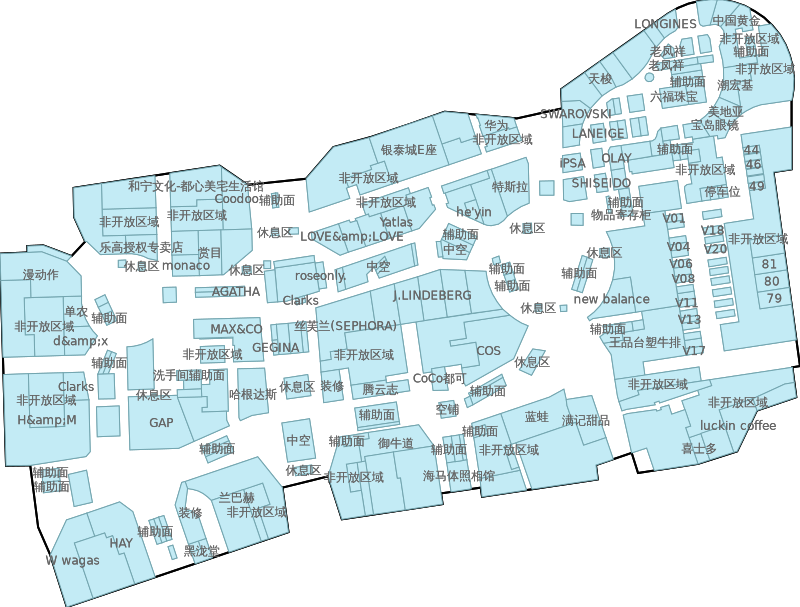 LONGINES
中国黄金
非开放区域
辅助面
老凤祥
老凤祥
非开放区域
天梭
辅助面
潮宏基
六福珠宝
SWAROVSKI
美地亚
宝岛眼镜
华为
非开放区域
LANEIGE
银泰城E座
辅助面
44
iPSA
OLAY
46
非开放区域
非开放区域
特斯拉
SHISEIDO
49
停车位
和宁文化-都心美宅生活馆
Coodoo
辅助面
非开放区域
辅助面
物品寄存柜
he'yin
V01
非开放区域
非开放区域
Yatlas
休息区
V18
休息区
LOVE&amp;LOVE
辅助面
非开放区域
乐高授权专卖店
赏目
中空
V04
V20
休息区
休息区
monaco
休息区
中空
辅助面
辅助面
V06
81
漫动作
roseonly.
辅助面
V08
80
AGATHA
Clarks
J.LINDEBERG
new balance
79
单农
辅助面
休息区
V11
非开放区域
MAX&CO
丝芙兰(SEPHORA)
辅助面
V13
d&amp;x
GEGINA
王品台塑牛排
非开放区域
非开放区域
COS
V17
辅助面
休息区
洗手间
辅助面
CoCo都可
Clarks
休息区
装修
腾云志
非开放区域
休息区
哈根达斯
辅助面
非开放区域
非开放区域
H&amp;M
GAP
辅助面
空铺
蓝蛙
满记甜品
luckin coffee
辅助面
中空
辅助面
御牛道
辅助面
非开放区域
喜士多
辅助面
休息区
非开放区域
海马体照相馆
辅助面
辅助面
兰巴赫
装修
非开放区域
辅助面
HAY
黑泷堂
W wagas